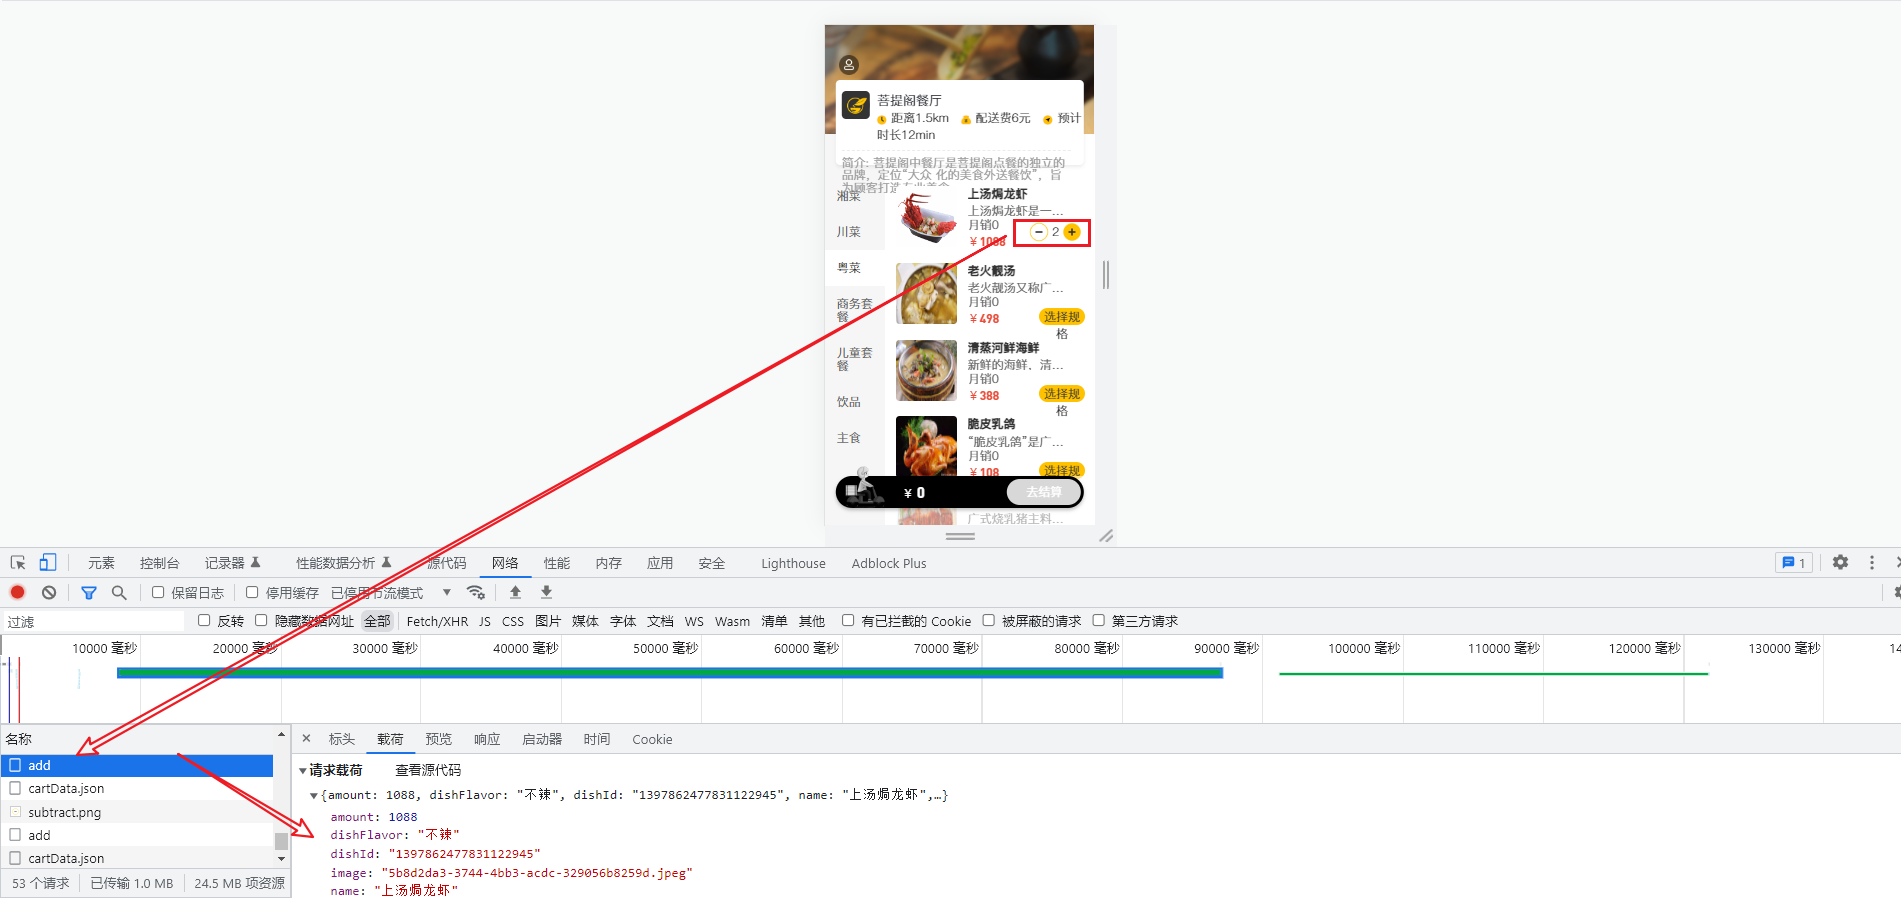 菩提阁餐厅
距离1.5km 配送费6元 预计
时长12min
简介: 菩提阁中餐厅是菩提阁点餐的独立的
品牌，定位“大众 化的美食外送餐饮”，旨
为顾客打造专业美食
湘菜
川菜
粤菜
商务套
餐
儿童套
餐
饮品
主食
上汤焗龙虾
上汤焗龙虾是一...
月销0
￥1088
2
老火靓汤
老火靓汤又称广...
月销0
￥498
选择规
格
清蒸河鲜海鲜
新鲜的海鲜、清...
月销0
￥388
选择规
格
脆皮乳鸽
“脆皮乳鸽”是广...
月销0
￥108
选择规
￥0 去结算
广式烧乳猪主料...
元素 控制台 记录器 性能数据分析 源代码 网络 性能 内存 应用 安全 Lighthouse Adblock Plus 1
保留日志 停用缓存 已停用节流模式
过滤 反转 隐藏数据网址 全部 Fetch/XHR JS CSS 图片 媒体 字体 文档 WS Wasm 清单 其他 有已拦截的 Cookie 被屏蔽的请求 第三方请求
10000 毫秒 20000 毫秒 30000 毫秒 40000 毫秒 50000 毫秒 60000 毫秒 70000 毫秒 80000 毫秒 90000 毫秒 100000 毫秒 110000 毫秒 120000 毫秒 130000 毫秒 14
名称
add
cartData.json
subtract.png
add
cartData.json
53 个请求 已传输 1.0 MB 24.5 MB 项资源
× 标头 载荷 预览 响应 启动器 时间 Cookie
请求载荷 查看源代码
{amount: 1088, dishFlavor: "不辣", dishId: "1397862477831122945", name: "上汤焗龙虾",…}
amount: 1088
dishFlavor: "不辣"
dishId: "1397862477831122945"
image: "5b8d2da3-3744-4bb3-acdc-329056b8259d.jpeg"
name: "上汤焗龙虾"